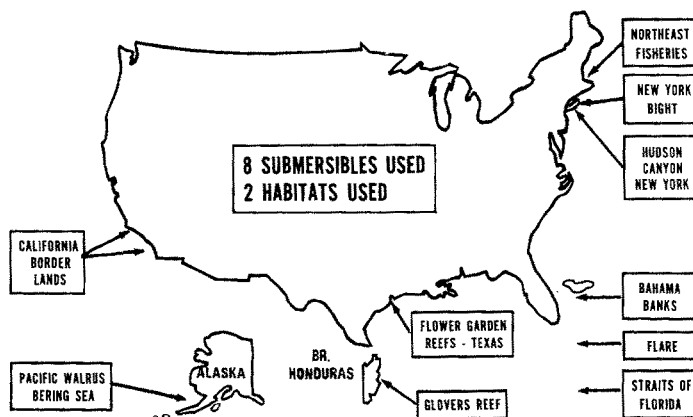 NORTHEAST
FISHERIES
NEW YORK
BIGHT
HUDSON
CANYON
NEW YORK
8 SUBMERSIBLES USED
2 HABITATS USED
CALIFORNIA
BORDER
LANDS
BAHAMA
BANKS
FLOWER GARDEN
REEFS - TEXAS
FLARE
BR.
HONDURAS
ALASKA
PACIFIC WALRUS
BERING SEA
GLOVERS REEF
STRAITS OF
FLORIDA